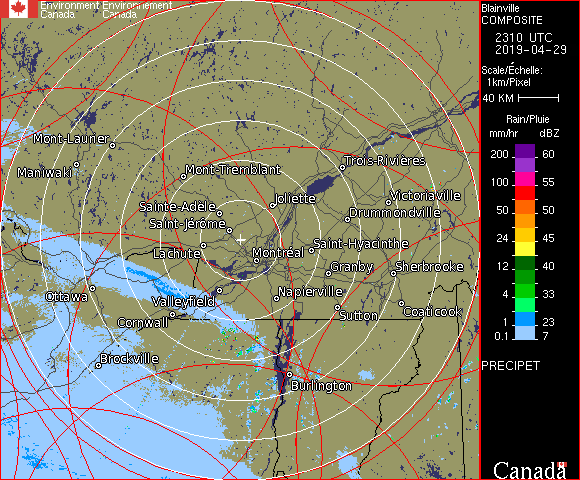 Environment Environnement
Canada Canada
Blainville
COMPOSITE
2310 UTC
2019-04-29
Scale/Échelle:
1km/Pixel
40 KM
Rain/Pluie
mm/hr dBZ
200 60
100 55
50 50
24 45
12 40
4 33
1 23
0.1 7
PRECIPET
Mont-Laurier
Maniwaki
Mont-Tremblant
Trois-Rivières
Joliette
Victoriaville
Sainte-Adèle
Drummondville
Saint-Jérôme
Lachute
Montréal
Saint-Hyacinthe
Granby
Sherbrooke
Ottawa
Valleyfield
Napierville
Cornwall
Sutton
Coaticook
Brockville
Burlington
Canada